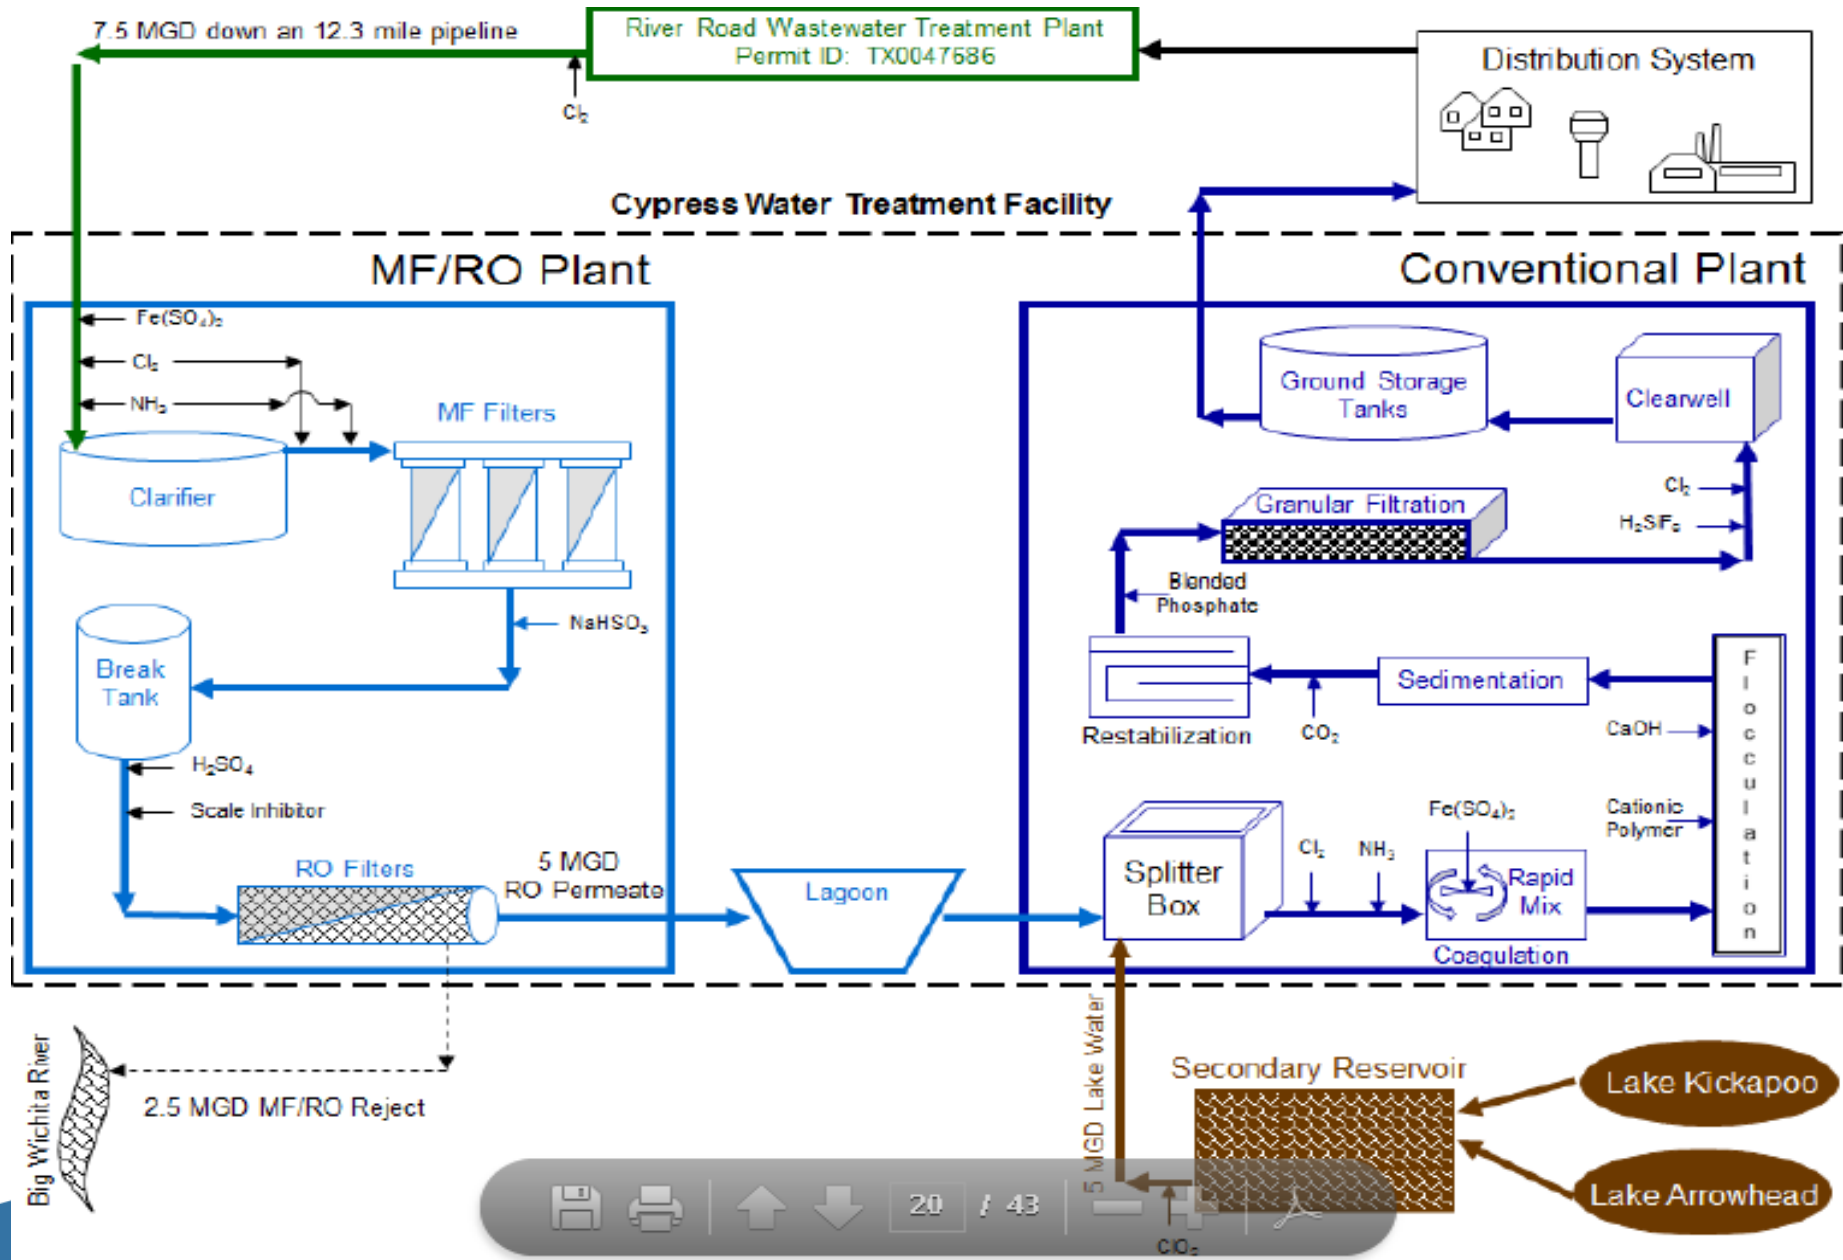 7.5 MGD down an 12.3 mile pipeline
River Road Wastewater Treatment Plant
Permit ID: TX0047686
Cl₂
Distribution System
Cypress Water Treatment Facility
MF/RO Plant
Fe(SO₄)₂
Cl₂
NH₃
MF Filters
Clarifier
NaHSO₃
Break
Tank
H₂SO₄
Scale Inhibitor
RO Filters
5 MGD
RO Permeate
Lagoon
Conventional Plant
Ground Storage
Tanks
Clearwell
Cl₂
H₂SiF₆
Granular Filtration
Blended
Phosphate
Restabilization
CO₂
Sedimentation
Flocculation
CaOH
Cationic
Polymer
Splitter
Box
Cl₂
NH₃
Fe(SO₄)₂
Rapid
Mix
Coagulation
Big Wichita River
2.5 MGD MF/RO Reject
5 MGD Lake Water
Secondary Reservoir
Lake Kickapoo
Lake Arrowhead
ClO₂
20 / 43